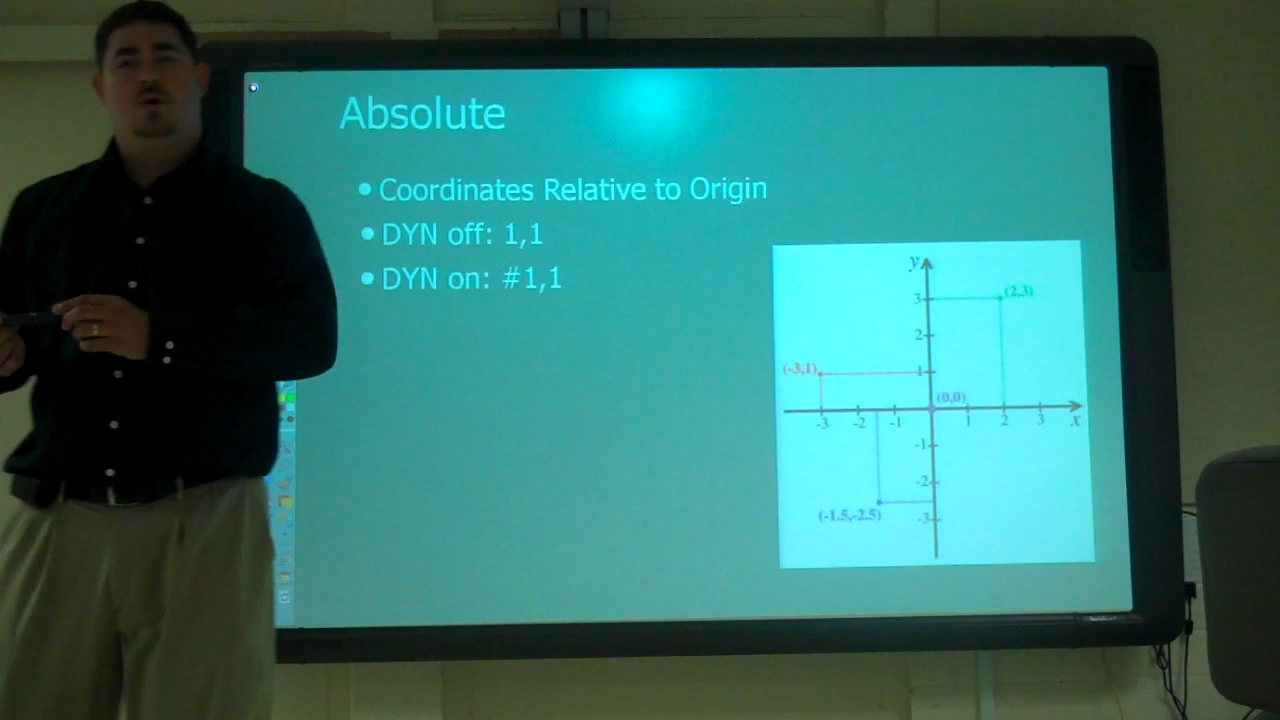 Absolute
• Coordinates Relative to Origin
• DYN off: 1,1
• DYN on: #1,1
y
3
(2,3)
2
(-3,1)
1
(0,0)
-3 -2 -1 1 2 3 x
-1
-2
(-1.5,-2.5)
-3